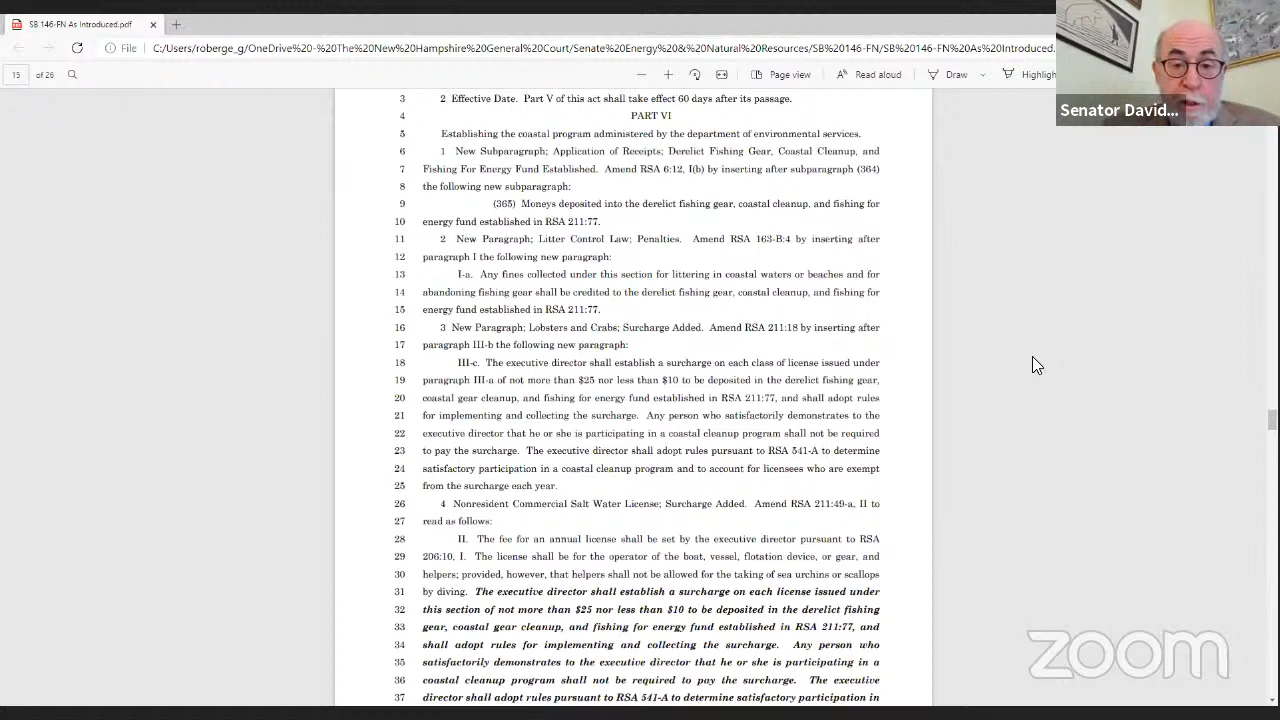 SB 146-FN As Introduced.pdf
File
C:/Users/roberge_g/OneDrive%20-%20The%20New%20Hampshire%20General%20Court/Senate%20Energy%20&%20Natural%20Resources/SB%20146-FN/SB%20146-FN%20As%20Introduced.
15 of 26
Page view
Read aloud
Draw
Highligh
Senator David...
3 2 Effective Date. Part V of this act shall take effect 60 days after its passage.
4 PART VI
5 Establishing the coastal program administered by the department of environmental services.
6 1 New Subparagraph; Application of Receipts; Derelict Fishing Gear, Coastal Cleanup, and
7 Fishing For Energy Fund Established. Amend RSA 6:12, I(b) by inserting after subparagraph (364)
8 the following new subparagraph:
9 (365) Moneys deposited into the derelict fishing gear, coastal cleanup, and fishing for
10 energy fund established in RSA 211:77.
11 2 New Paragraph; Litter Control Law; Penalties. Amend RSA 163-B:4 by inserting after
12 paragraph I the following new paragraph:
13 I-a. Any fines collected under this section for littering in coastal waters or beaches and for
14 abandoning fishing gear shall be credited to the derelict fishing gear, coastal cleanup, and fishing for
15 energy fund established in RSA 211:77.
16 3 New Paragraph; Lobsters and Crabs; Surcharge Added. Amend RSA 211:18 by inserting after
17 paragraph III-b the following new paragraph:
18 III-c. The executive director shall establish a surcharge on each class of license issued under
19 paragraph III-a of not more than $25 nor less than $10 to be deposited in the derelict fishing gear,
20 coastal gear cleanup, and fishing for energy fund established in RSA 211:77, and shall adopt rules
21 for implementing and collecting the surcharge. Any person who satisfactorily demonstrates to the
22 executive director that he or she is participating in a coastal cleanup program shall not be required
23 to pay the surcharge. The executive director shall adopt rules pursuant to RSA 541-A to determine
24 satisfactory participation in a coastal cleanup program and to account for licensees who are exempt
25 from the surcharge each year.
26 4 Nonresident Commercial Salt Water License; Surcharge Added. Amend RSA 211:49-a, II to
27 read as follows:
28 II. The fee for an annual license shall be set by the executive director pursuant to RSA
29 206:10, I. The license shall be for the operator of the boat, vessel, flotation device, or gear, and
30 helpers; provided, however, that helpers shall not be allowed for the taking of sea urchins or scallops
31 by diving. The executive director shall establish a surcharge on each license issued under
32 this section of not more than $25 nor less than $10 to be deposited in the derelict fishing
33 gear, coastal gear cleanup, and fishing for energy fund established in RSA 211:77, and
34 shall adopt rules for implementing and collecting the surcharge. Any person who
35 satisfactorily demonstrates to the executive director that he or she is participating in a
36 coastal cleanup program shall not be required to pay the surcharge. The executive
37 director shall adopt rules pursuant to RSA 541-A to determine satisfactory participation in
zoom